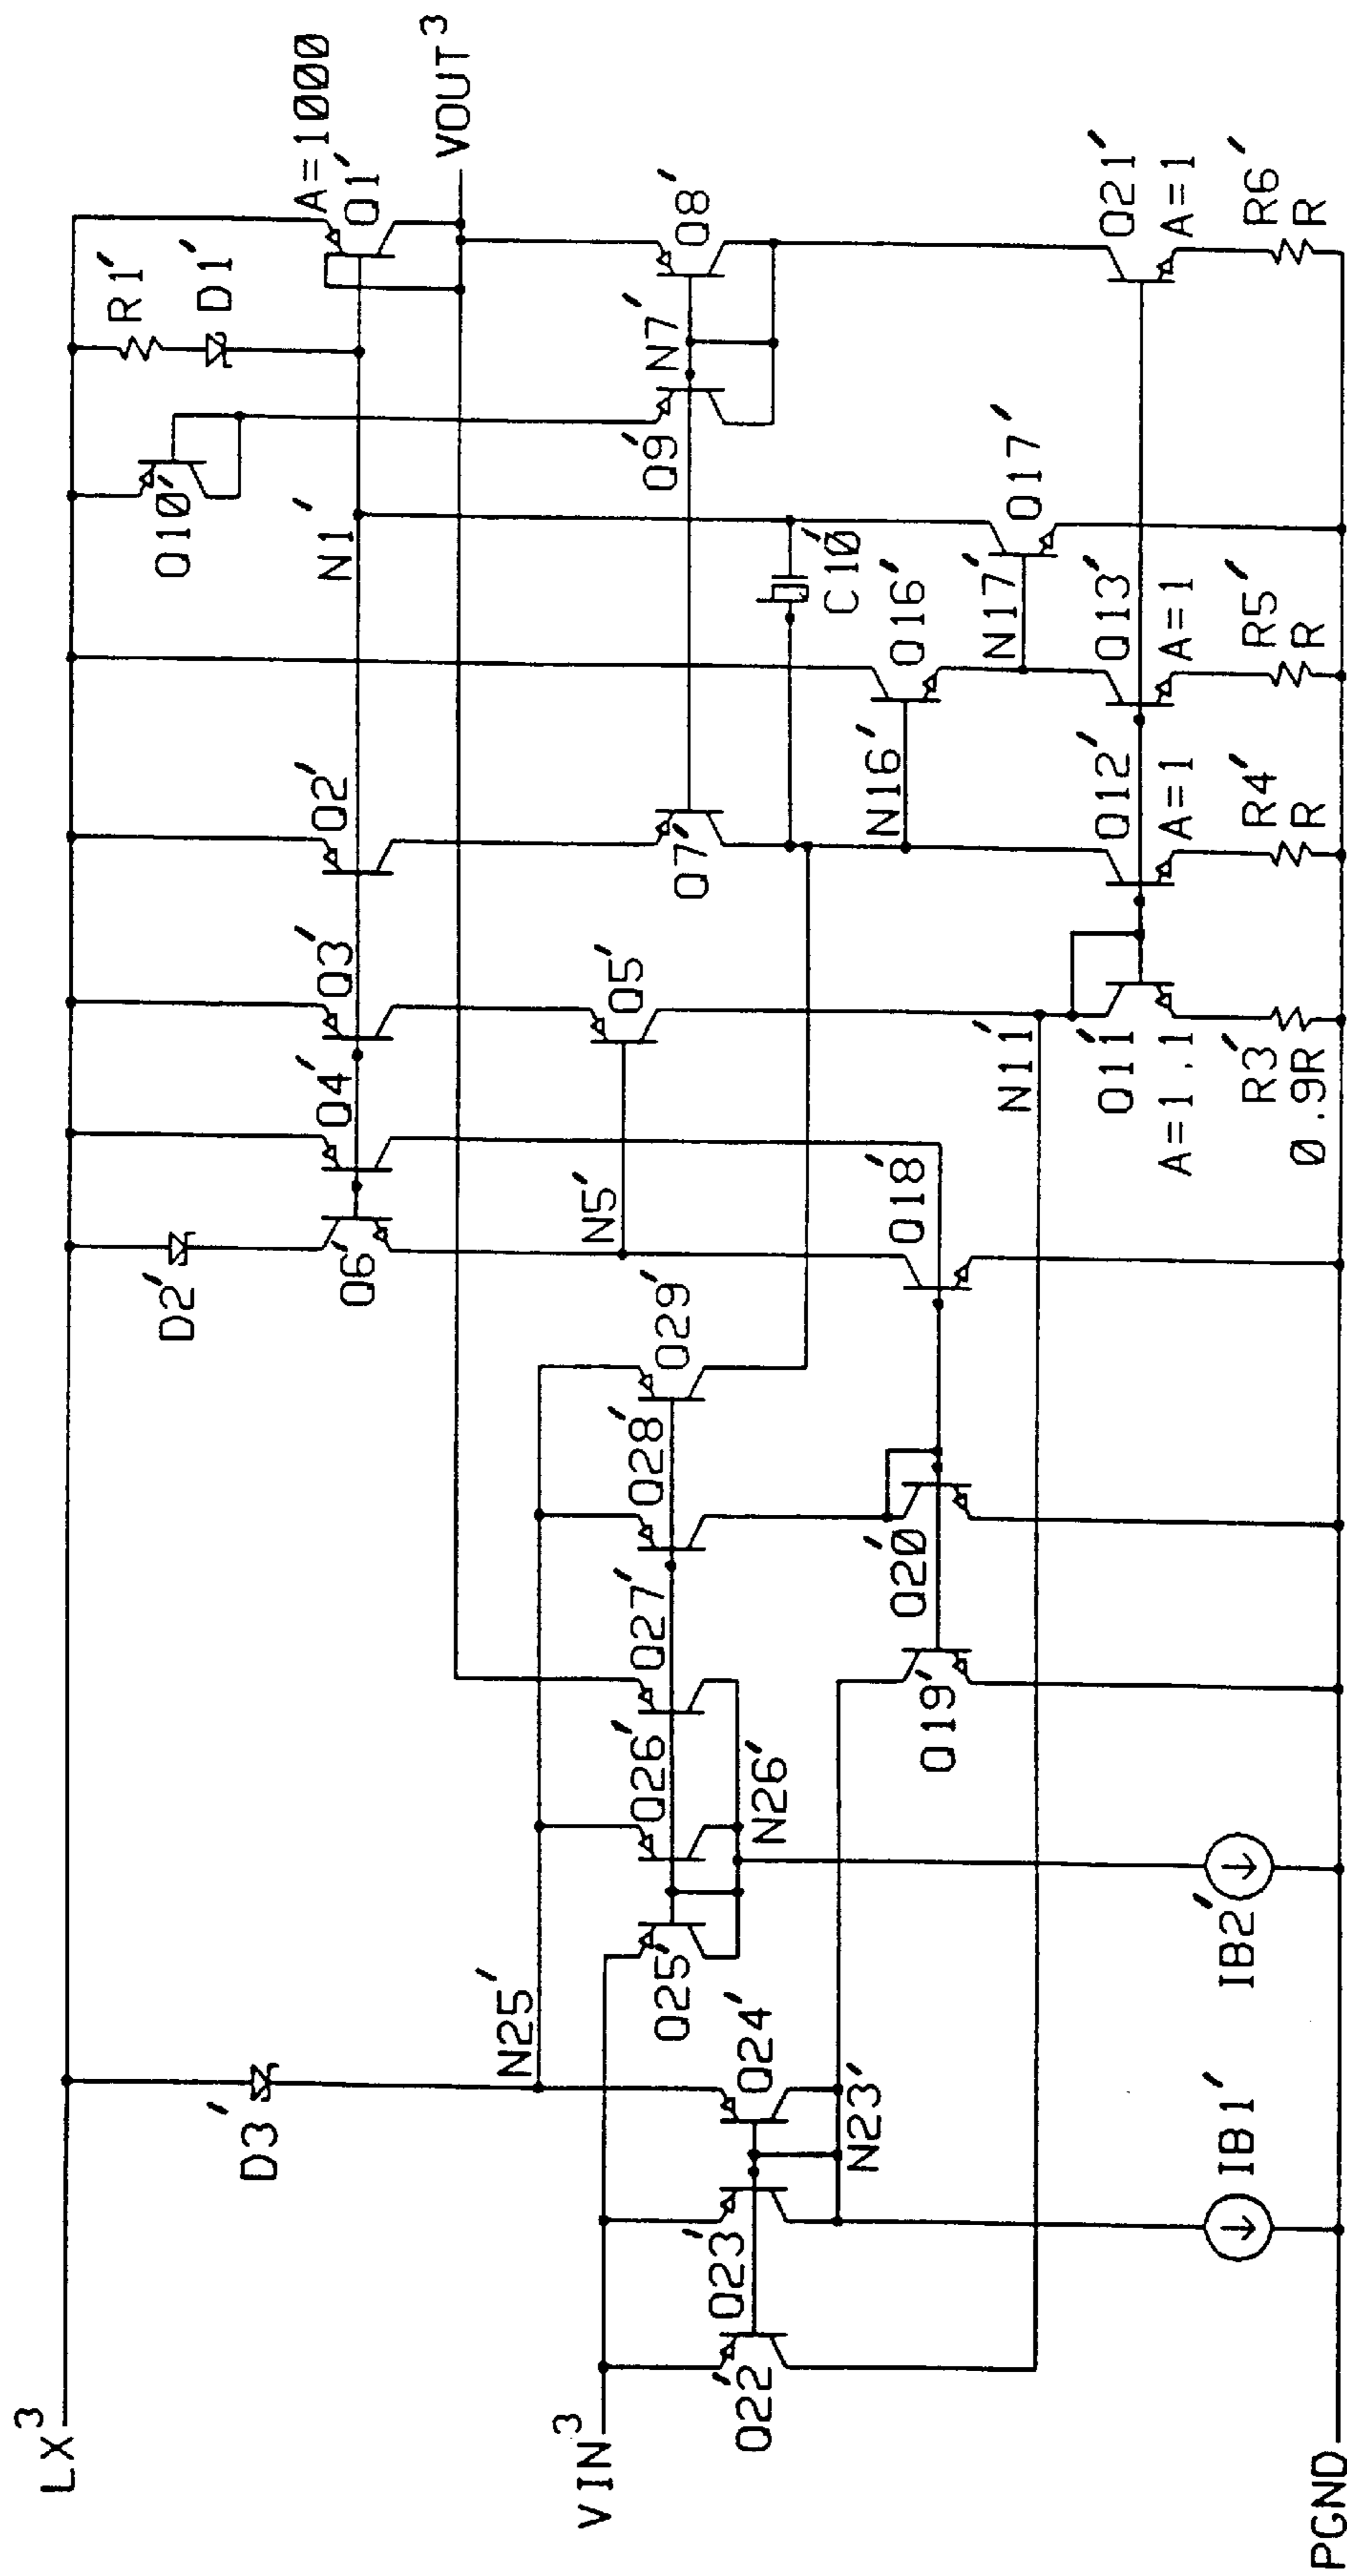 LX³
VIN³
PGND
VOUT³
A=1000
Q1'
R1'
D1'
Q10'
N1'
Q2'
Q3'
Q4'
Q6'
D2'
D3'
Q8'
N7'
Q9'
Q7'
Q5'
N5'
C10'
Q16'
N16'
Q17'
N17'
Q18'
Q29'
Q28'
Q27'
Q26'
Q25'
N25'
N26'
Q24'
Q23'
Q22'
N23'
Q20'
Q19'
N11'
Q11'
A=1.1
Q12'
A=1
Q13'
A=1
Q21'
A=1
R3'
0.9R
R4'
R
R5'
R
R6'
R
IB2'
IB1'